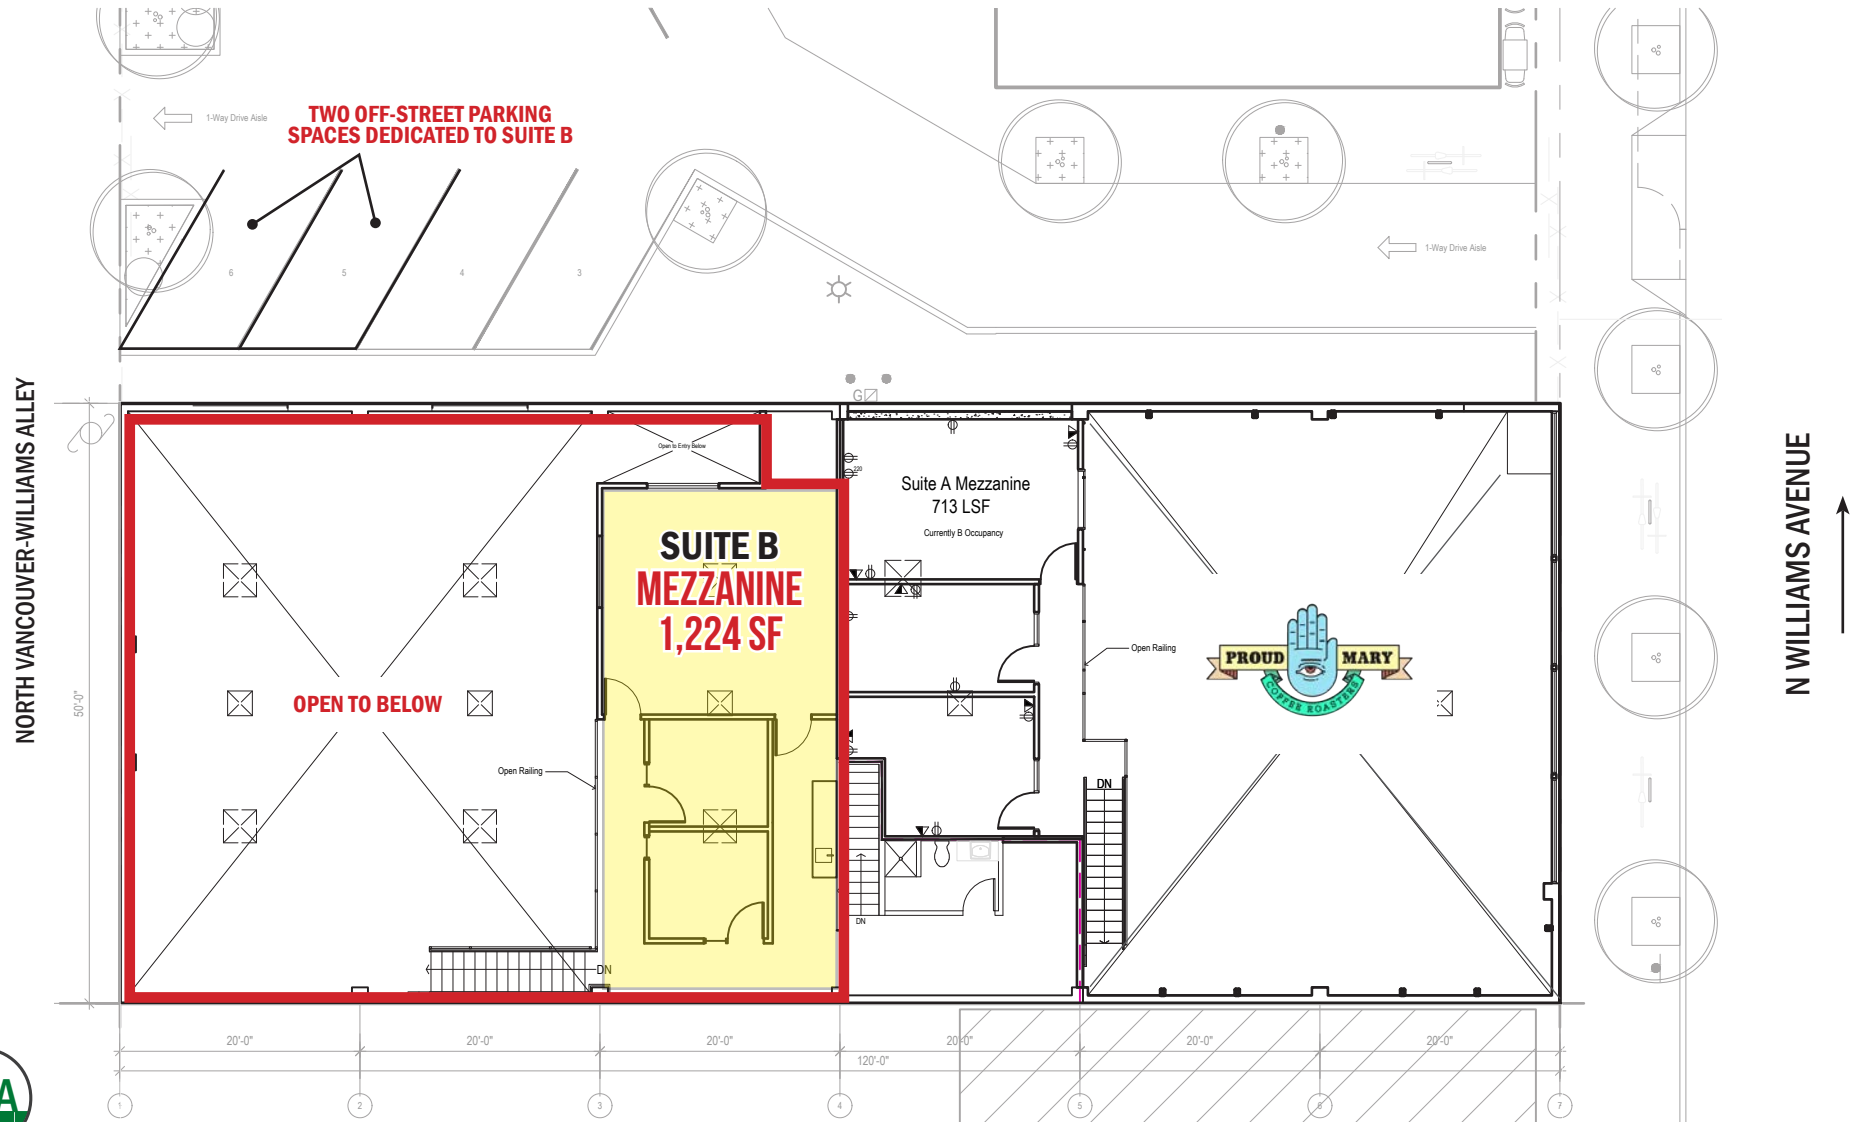 1-Way Drive Aisle
TWO OFF-STREET PARKING
SPACES DEDICATED TO SUITE B
6
5
4
3
1-Way Drive Aisle
NORTH VANCOUVER-WILLIAMS ALLEY
50'-0"
G
Open to Entry Below
220
Suite A Mezzanine
713 LSF
Currently B Occupancy
SUITE B
MEZZANINE
1,224 SF
OPEN TO BELOW
Open Railing
Open Railing
PROUD MARY
COFFEE ROASTERS
N WILLIAMS AVENUE
DN
DN
DN
20'-0"
20'-0"
20'-0"
20'-0"
20'-0"
20'-0"
120'-0"
A
1
2
3
4
5
6
7